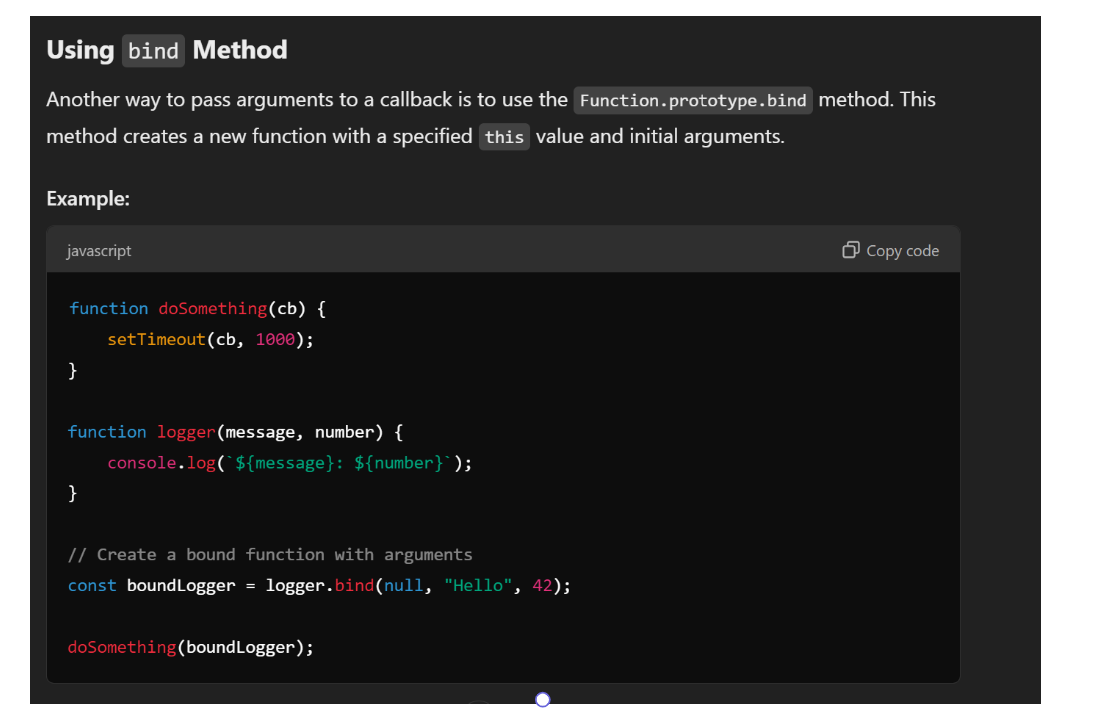 Using bind Method
Another way to pass arguments to a callback is to use the Function.prototype.bind method. This
method creates a new function with a specified this value and initial arguments.
Example:
javascript
Copy code
function doSomething(cb) {
    setTimeout(cb, 1000);
}
function logger(message, number) {
    console.log(`${message}: ${number}`);
}
// Create a bound function with arguments
const boundLogger = logger.bind(null, "Hello", 42);
doSomething(boundLogger);